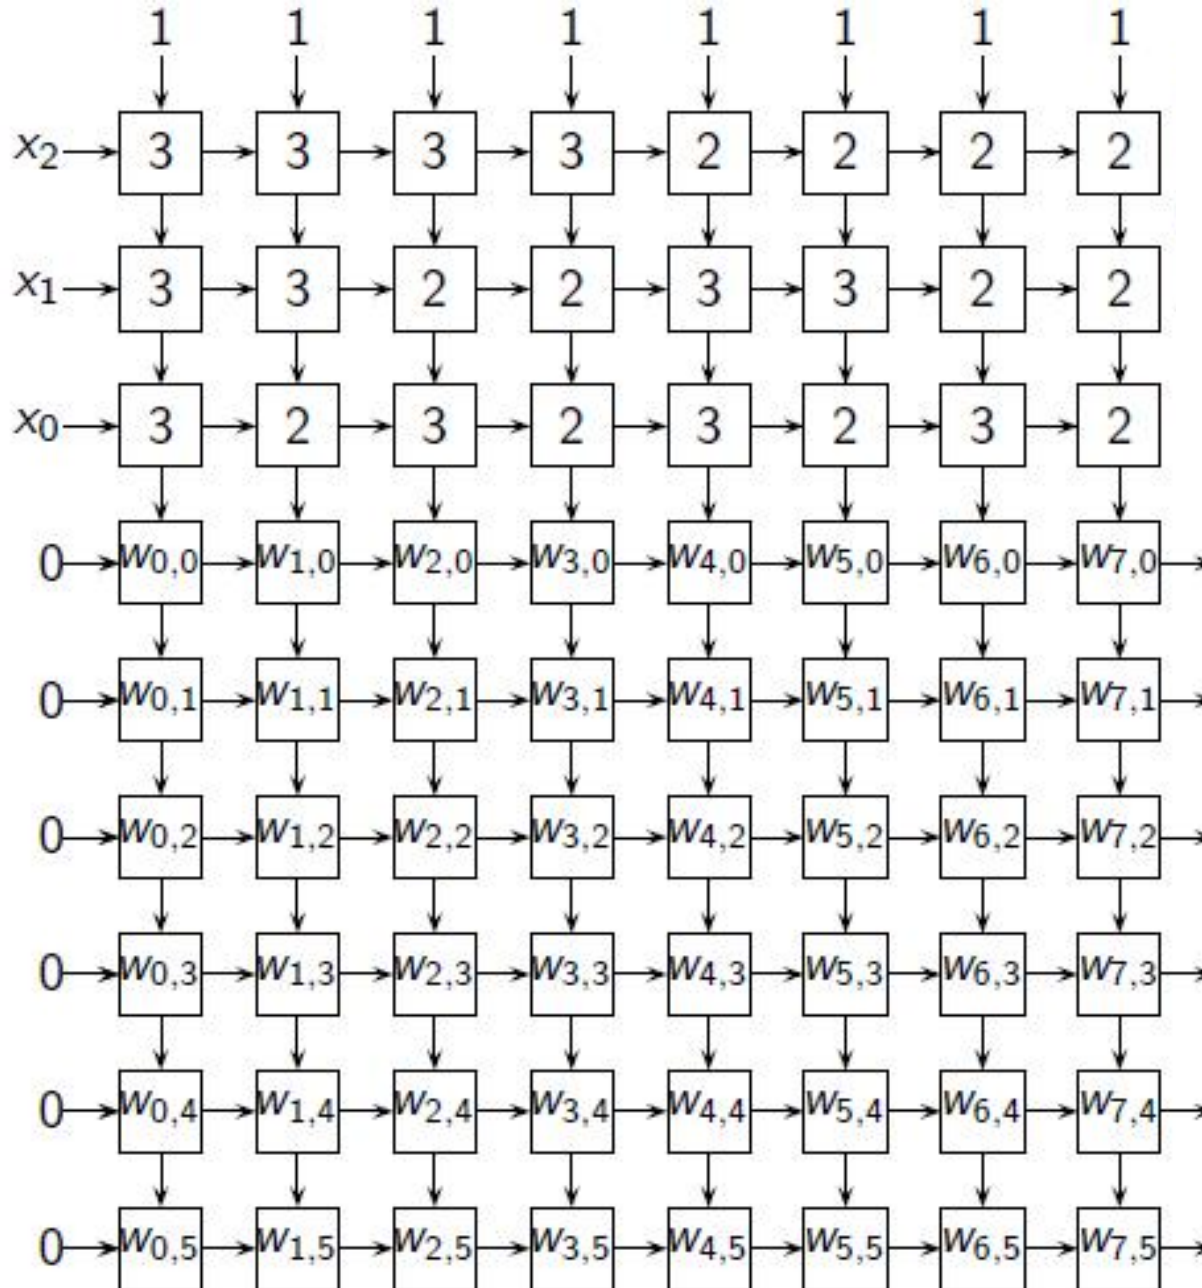 1 1 1 1 1 1 1 1
x₂ 3 3 3 3 2 2 2 2
x₁ 3 3 2 2 3 3 2 2
x₀ 3 2 3 2 3 2 3 2
0 w₀,₀ w₁,₀ w₂,₀ w₃,₀ w₄,₀ w₅,₀ w₆,₀ w₇,₀
0 w₀,₁ w₁,₁ w₂,₁ w₃,₁ w₄,₁ w₅,₁ w₆,₁ w₇,₁
0 w₀,₂ w₁,₂ w₂,₂ w₃,₂ w₄,₂ w₅,₂ w₆,₂ w₇,₂
0 w₀,₃ w₁,₃ w₂,₃ w₃,₃ w₄,₃ w₅,₃ w₆,₃ w₇,₃
0 w₀,₄ w₁,₄ w₂,₄ w₃,₄ w₄,₄ w₅,₄ w₆,₄ w₇,₄
0 w₀,₅ w₁,₅ w₂,₅ w₃,₅ w₄,₅ w₅,₅ w₆,₅ w₇,₅